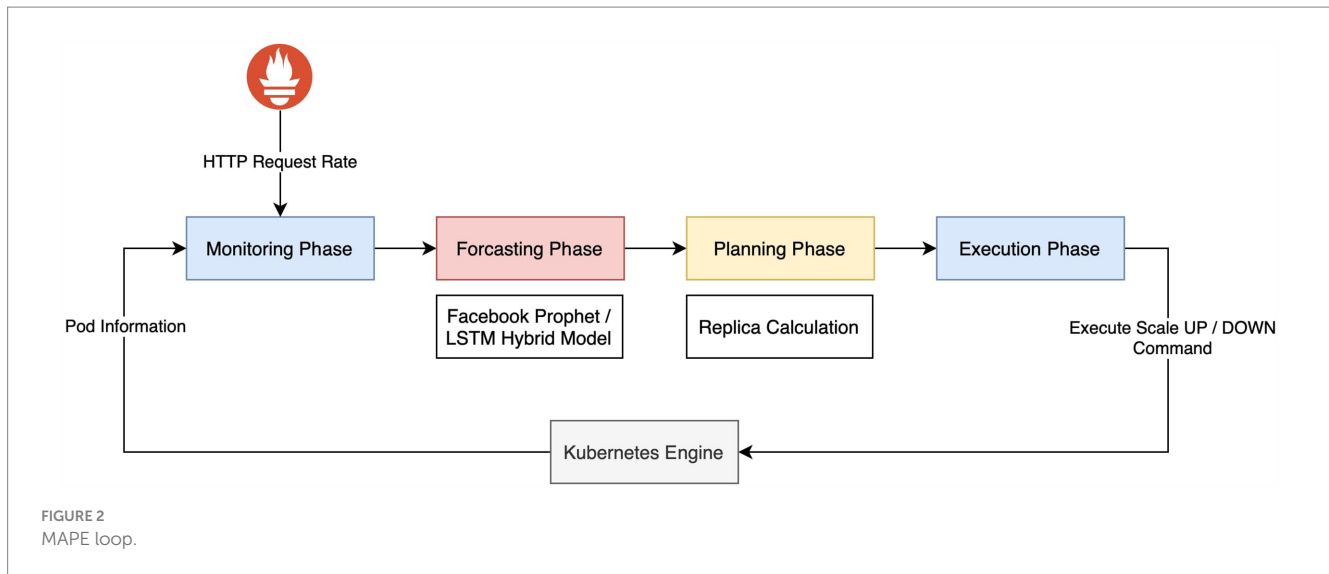 HTTP Request Rate
Monitoring Phase
Forcasting Phase
Planning Phase
Execution Phase
Facebook Prophet /
LSTM Hybrid Model
Replica Calculation
Pod Information
Execute Scale UP / DOWN
Command
Kubernetes Engine
FIGURE 2
MAPE loop.